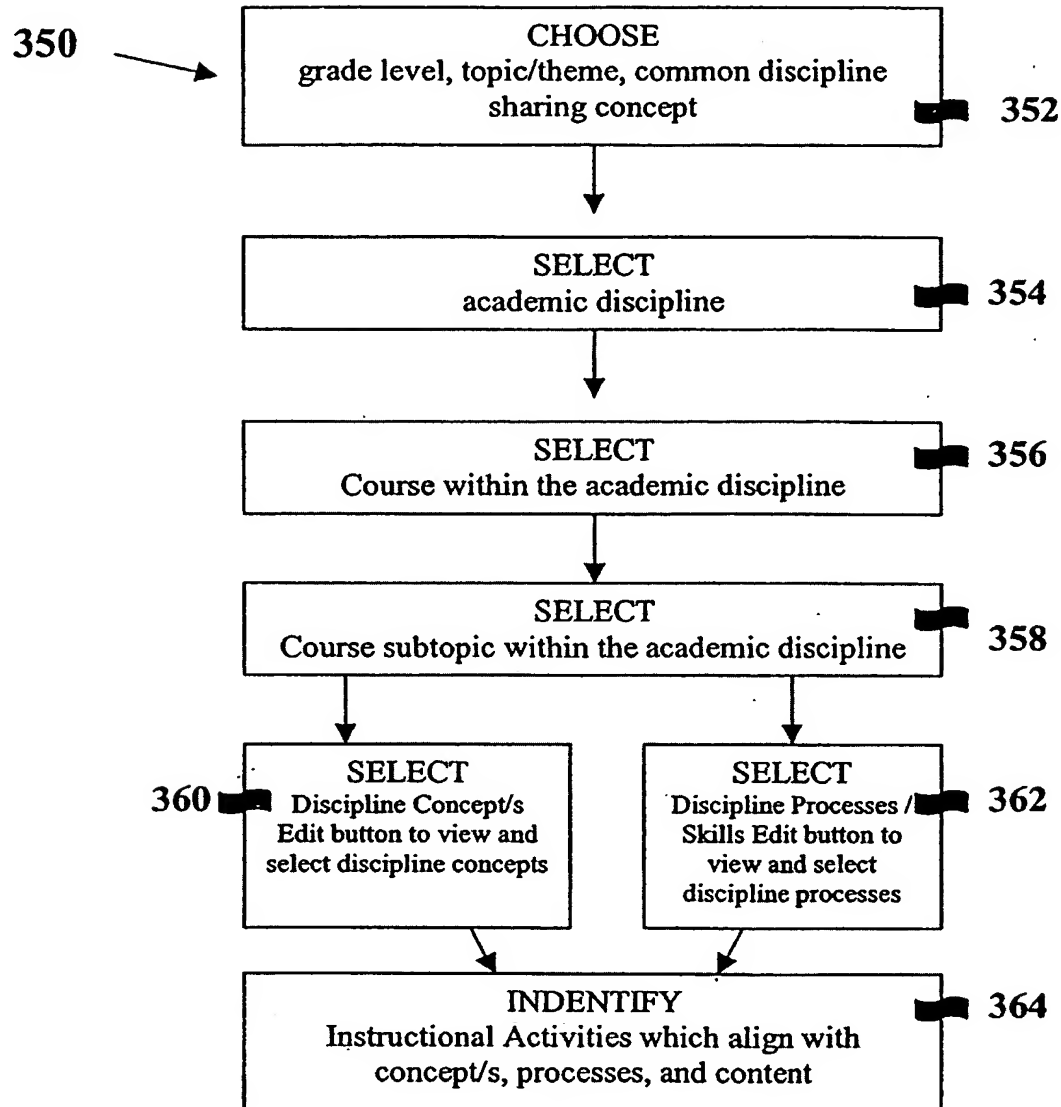 350
CHOOSE
grade level, topic/theme, common discipline
sharing concept
352
SELECT
academic discipline
354
SELECT
Course within the academic discipline
356
SELECT
Course subtopic within the academic discipline
358
360
SELECT
Discipline Concept/s
Edit button to view and
select discipline concepts
SELECT
Discipline Processes /
Skills Edit button to
view and select
discipline processes
362
INDENTIFY
Instructional Activities which align with
concept/s, processes, and content
364